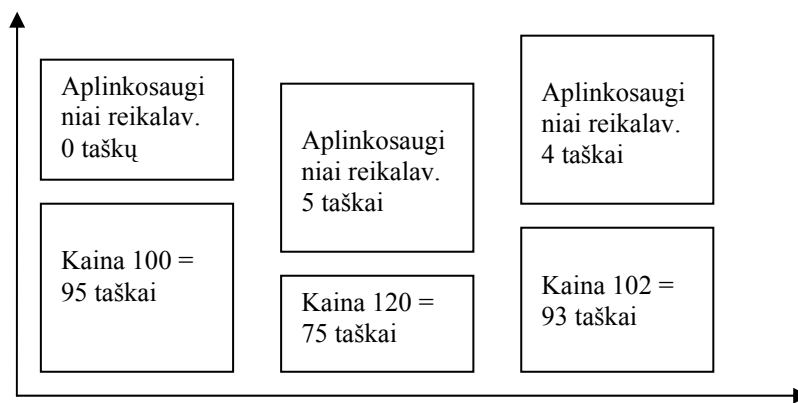 Aplinkosaugi
niai reikalav.
0 taškų
Kaina 100 =
95 taškai
Aplinkosaugi
niai reikalav.
5 taškai
Kaina 120 =
75 taškai
Aplinkosaugi
niai reikalav.
4 taškai
Kaina 102 =
93 taškai